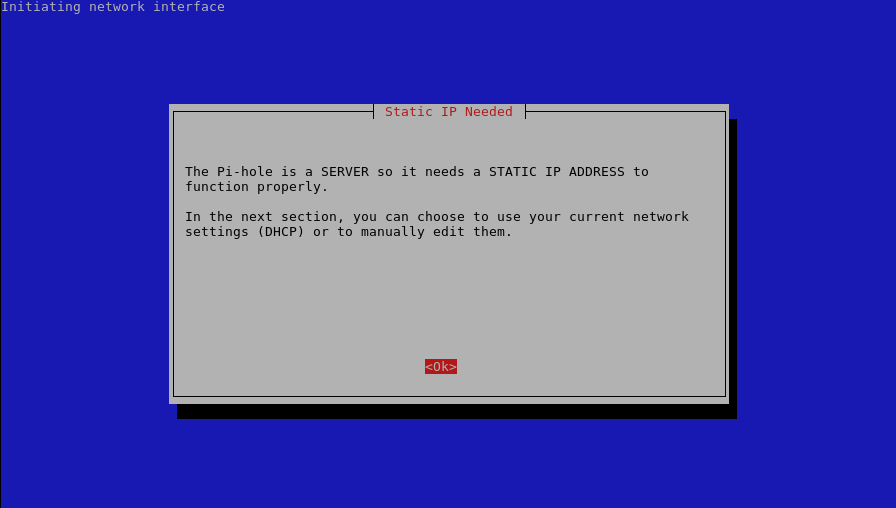 Initiating network interface
Static IP Needed
The Pi-hole is a SERVER so it needs a STATIC IP ADDRESS to
function properly.
In the next section, you can choose to use your current network
settings (DHCP) or to manually edit them.
<Ok>